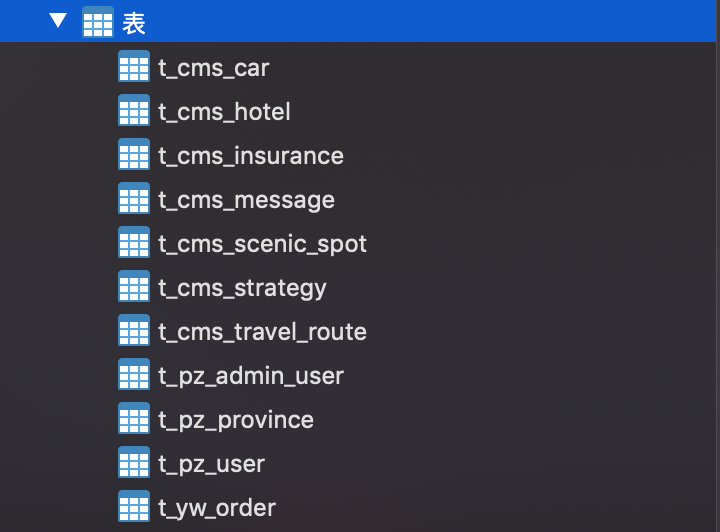 表
t_cms_car
t_cms_hotel
t_cms_insurance
t_cms_message
t_cms_scenic_spot
t_cms_strategy
t_cms_travel_route
t_pz_admin_user
t_pz_province
t_pz_user
t_yw_order